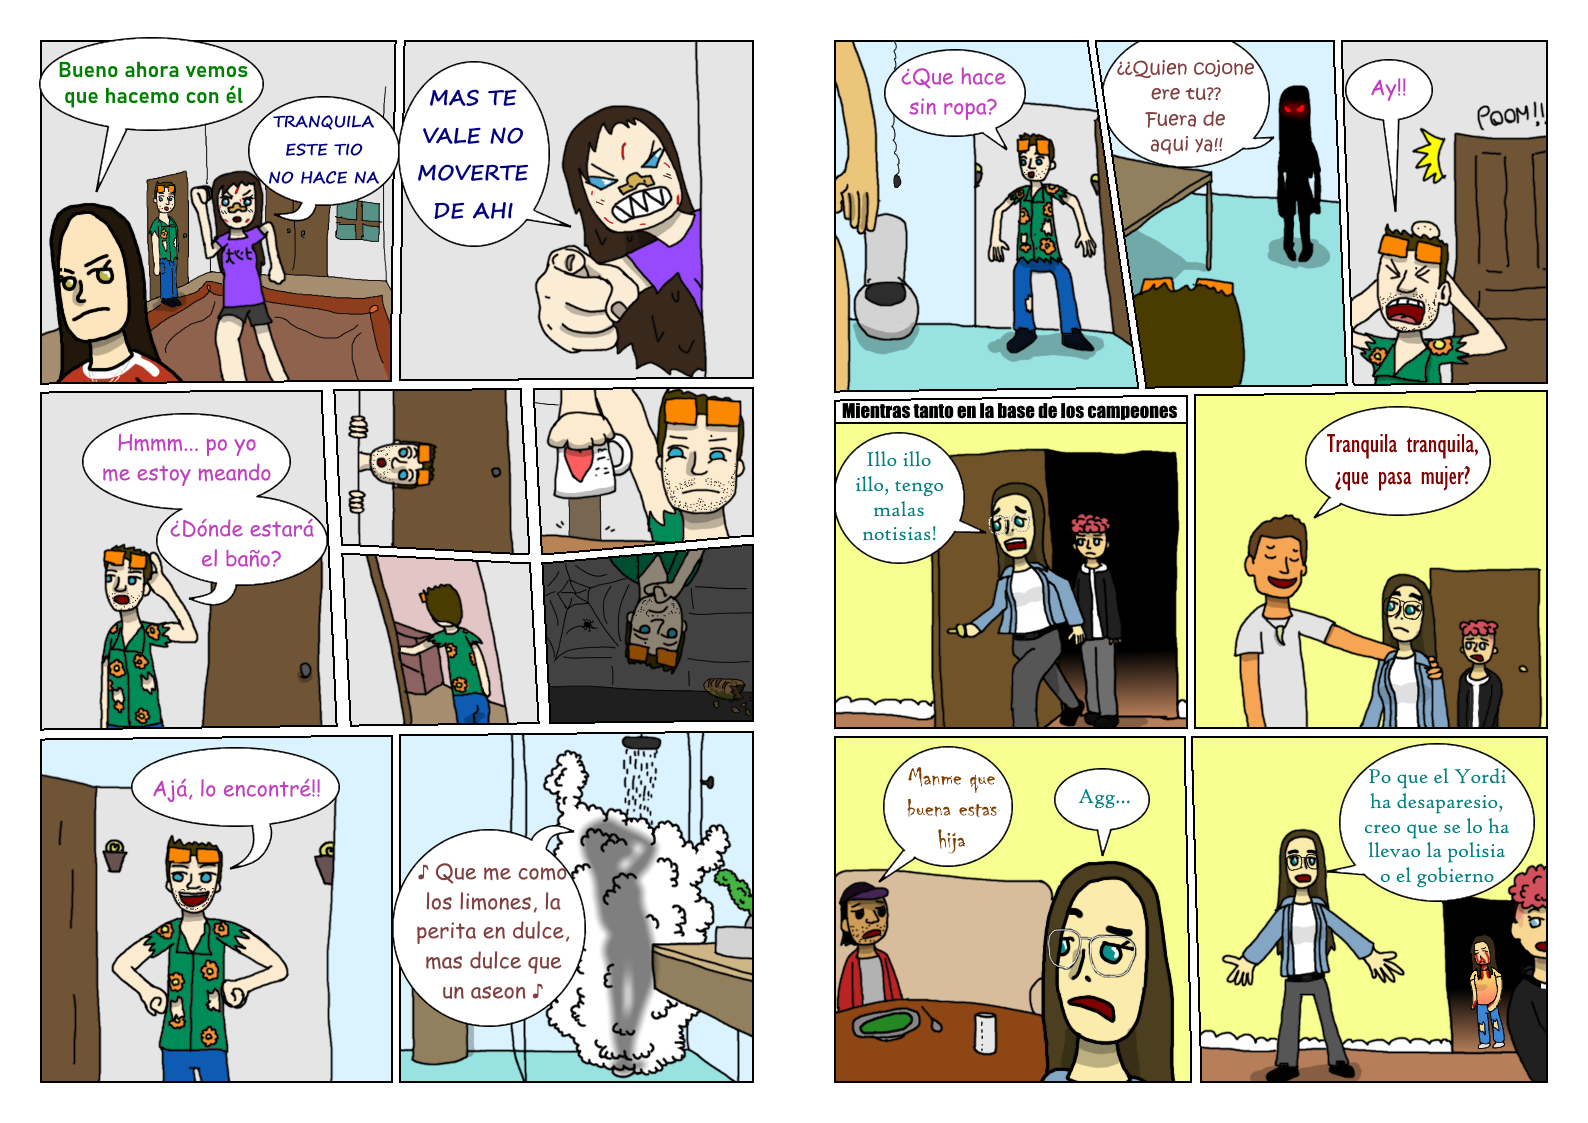 Bueno ahora vemos
que hacemo con él
TRANQUILA
ESTE TIO
NO HACE NA
MAS TE
VALE NO
MOVERTE
DE AHI
Hmmm... po yo
me estoy meando
¿Dónde estará
el baño?
Ajá, lo encontré!!
♪ Que me como
los limones, la
perita en dulce,
mas dulce que
un aseon ♪
¿Que hace
sin ropa?
¿¿Quien cojone
ere tu??
Fuera de
aqui ya!!
Ay!!
POOM!!
Mientras tanto en la base de los campeones
Illo illo
illo, tengo
malas
notisias!
Tranquila tranquila,
¿que pasa mujer?
Manme que
buena estas
hija
Agg...
Po que el Yordi
ha desaparesio,
creo que se lo ha
llevao la polisia
o el gobierno